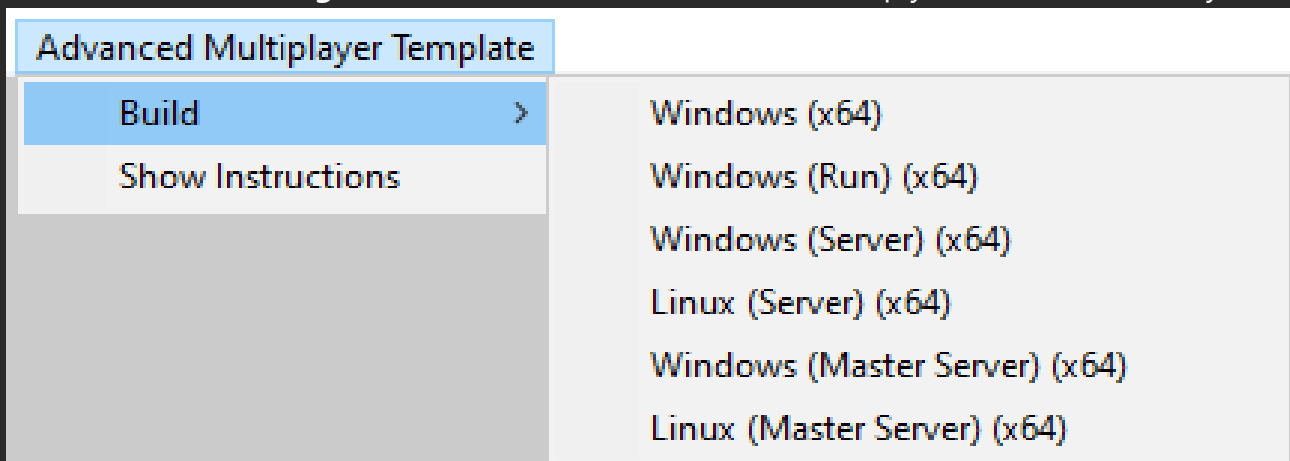 Advanced Multiplayer Template
Build
Show Instructions
Windows (x64)
Windows (Run) (x64)
Windows (Server) (x64)
Linux (Server) (x64)
Windows (Master Server) (x64)
Linux (Master Server) (x64)